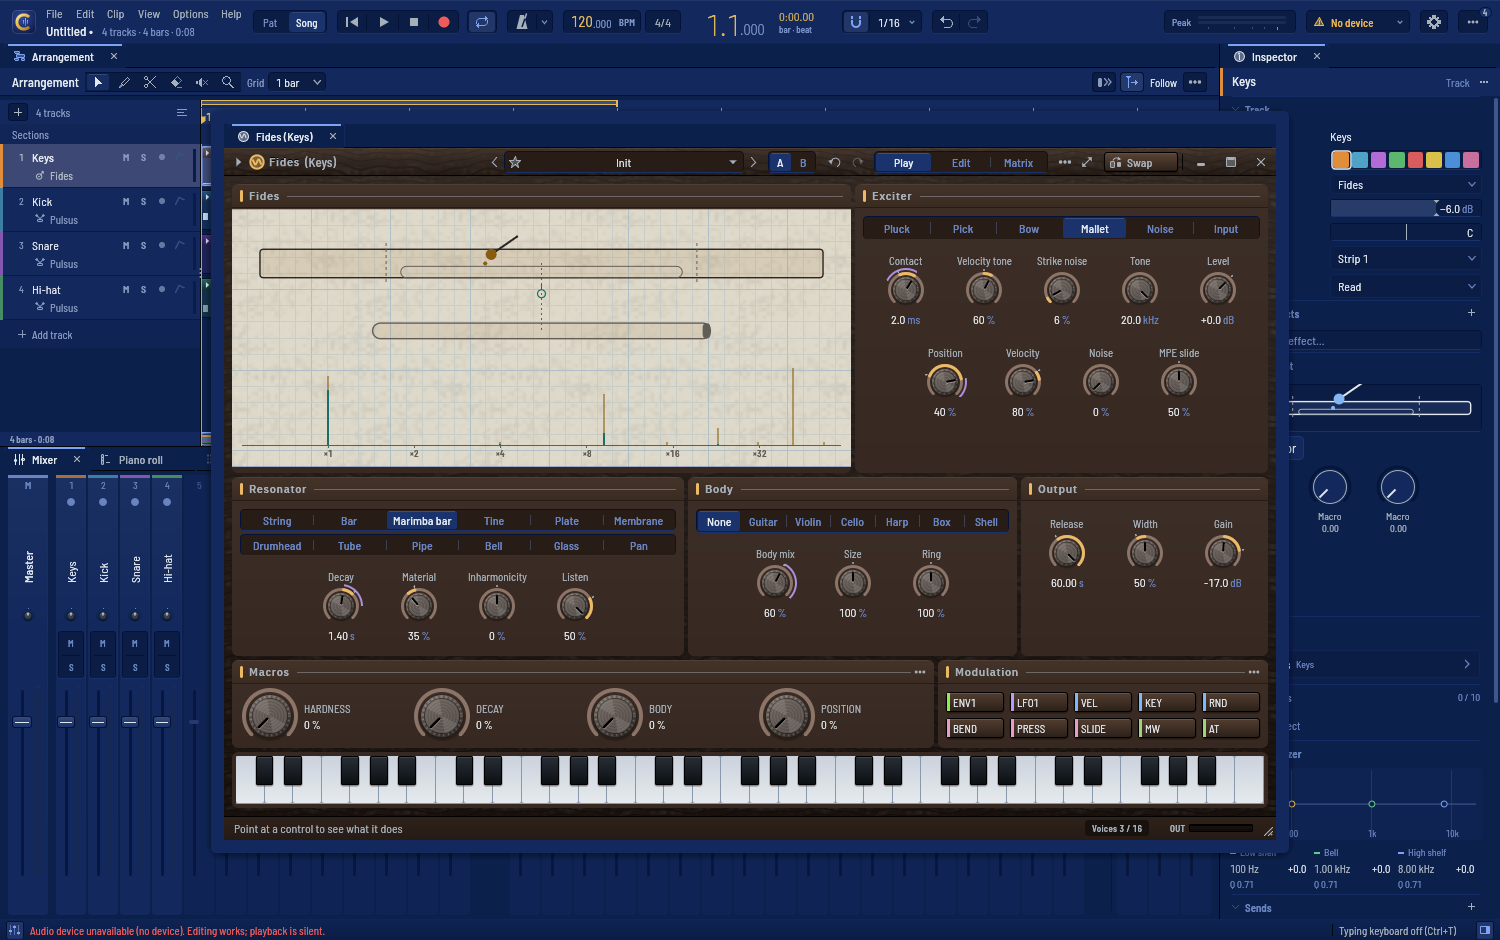 File Edit Clip View Options Help
Untitled •
4 tracks · 4 bars · 0:08
Pat Song
120.000 BPM
4/4
1.1.000
0:00.00
bar · beat
1/16
Peak
No device
4
Arrangement
Inspector
Arrangement
Grid 1 bar
Follow
Keys
Track
4 tracks
Sections
1 Keys M S
Fides
2 Kick M S
Pulsus
3 Snare M S
Pulsus
4 Hi-hat M S
Pulsus
Add track
4 bars · 0:08
Track
Keys
Fides
−6.0 dB
C
Strip 1
Read
effect...
Macro
0.00
Macro
0.00
Keys
0 / 10
1k
10k
Bell
High shelf
100 Hz +0.0 1.00 kHz +0.0 8.00 kHz +0.0
Q 0.71 Q 0.71 Q 0.71
Sends
Fides (Keys)
Fides (Keys)
Init
A B
Play Edit Matrix
Swap
Fides
×1 ×2 ×4 ×8 ×16 ×32
Exciter
Pluck Pick Bow Mallet Noise Input
Contact Velocity tone Strike noise Tone Level
2.0 ms 60 % 6 % 20.0 kHz +0.0 dB
Position Velocity Noise MPE slide
40 % 80 % 0 % 50 %
Resonator
String Bar Marimba bar Tine Plate Membrane
Drumhead Tube Pipe Bell Glass Pan
Decay Material Inharmonicity Listen
1.40 s 35 % 0 % 50 %
Body
None Guitar Violin Cello Harp Box Shell
Body mix Size Ring
60 % 100 % 100 %
Output
Release Width Gain
60.00 s 50 % -17.0 dB
Macros
HARDNESS
0 %
DECAY
0 %
BODY
0 %
POSITION
0 %
Modulation
ENV1 LFO1 VEL KEY RND
BEND PRESS SLIDE MW AT
Point at a control to see what it does
Voices 3 / 16
OUT
Mixer
Piano roll
M 1 2 3 4 5
Master Keys Kick Snare Hi-hat
M M M M
S S S S
Audio device unavailable (no device). Editing works; playback is silent.
Typing keyboard off (Ctrl+T)